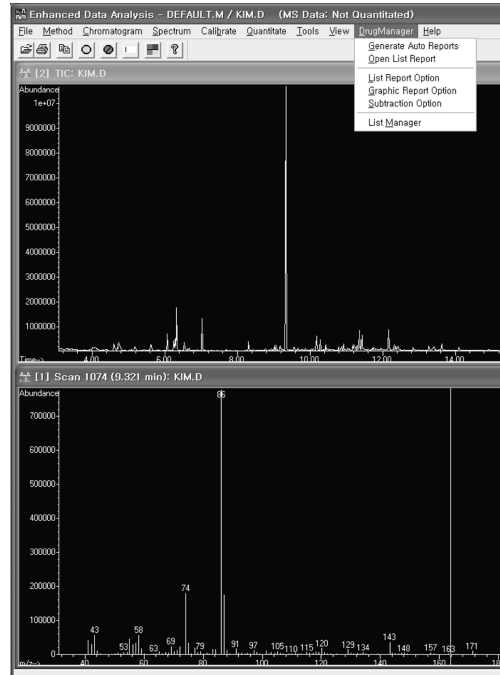 Enhanced Data Analysis - DEFAULT.M / KIM.D (MS Data: Not Quantitated)
File Method Chromatogram Spectrum Calibrate Quantitate Tools View DrugManager Help
Generate Auto Reports
Open List Report
List Report Option
Graphic Report Option
Subtraction Option
List Manager
[2] TIC: KIM.D
Abundance
1e+07
9000000
8000000
7000000
6000000
5000000
4000000
3000000
2000000
1000000
Time-->
4.00 6.00 8.00 10.00 12.00 14.00
[1] Scan 1074 (9.321 min): KIM.D
Abundance
86
700000
600000
500000
400000
300000
200000
74
100000
43 53 58 63 69 79 91 97 105 110 115 120 129 134 143 148 157 163 171
0
m/z-->
40 60 80 100 120 140 160 180